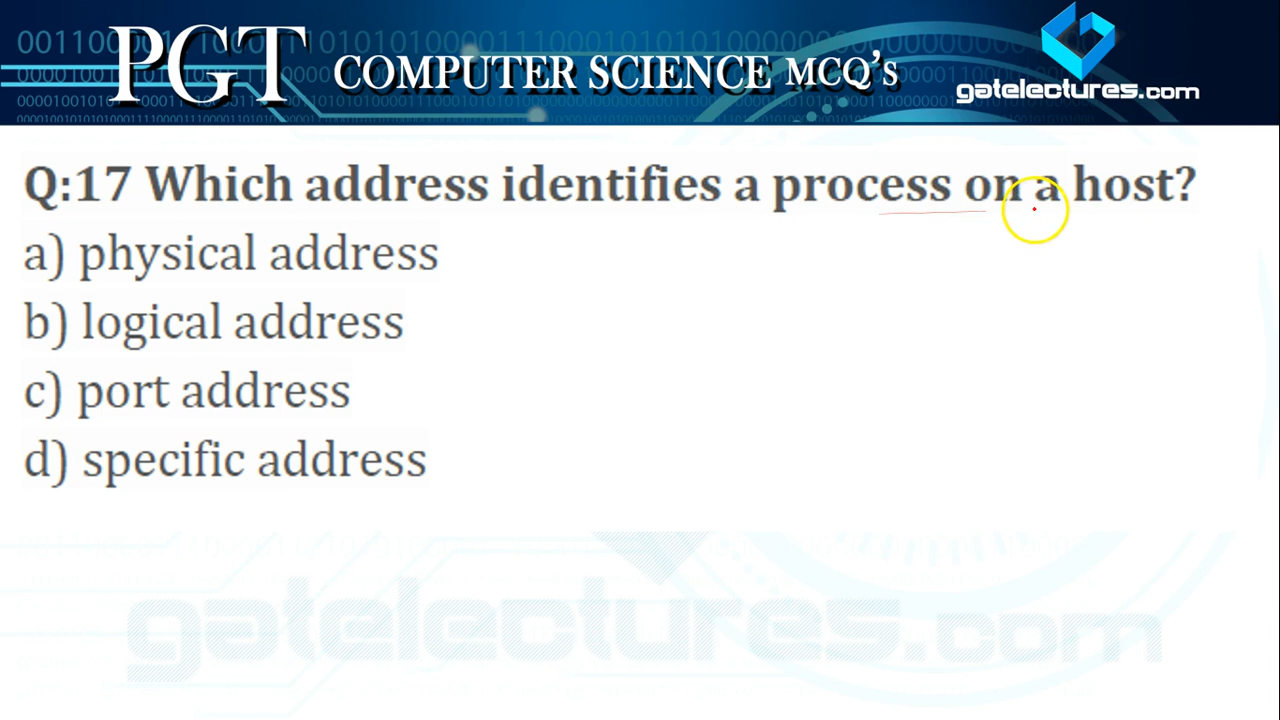 PGT COMPUTER SCIENCE MCQ's
gatelectures.com
Q:17 Which address identifies a process on a host?
a) physical address
b) logical address
c) port address
d) specific address
gatelectures.com